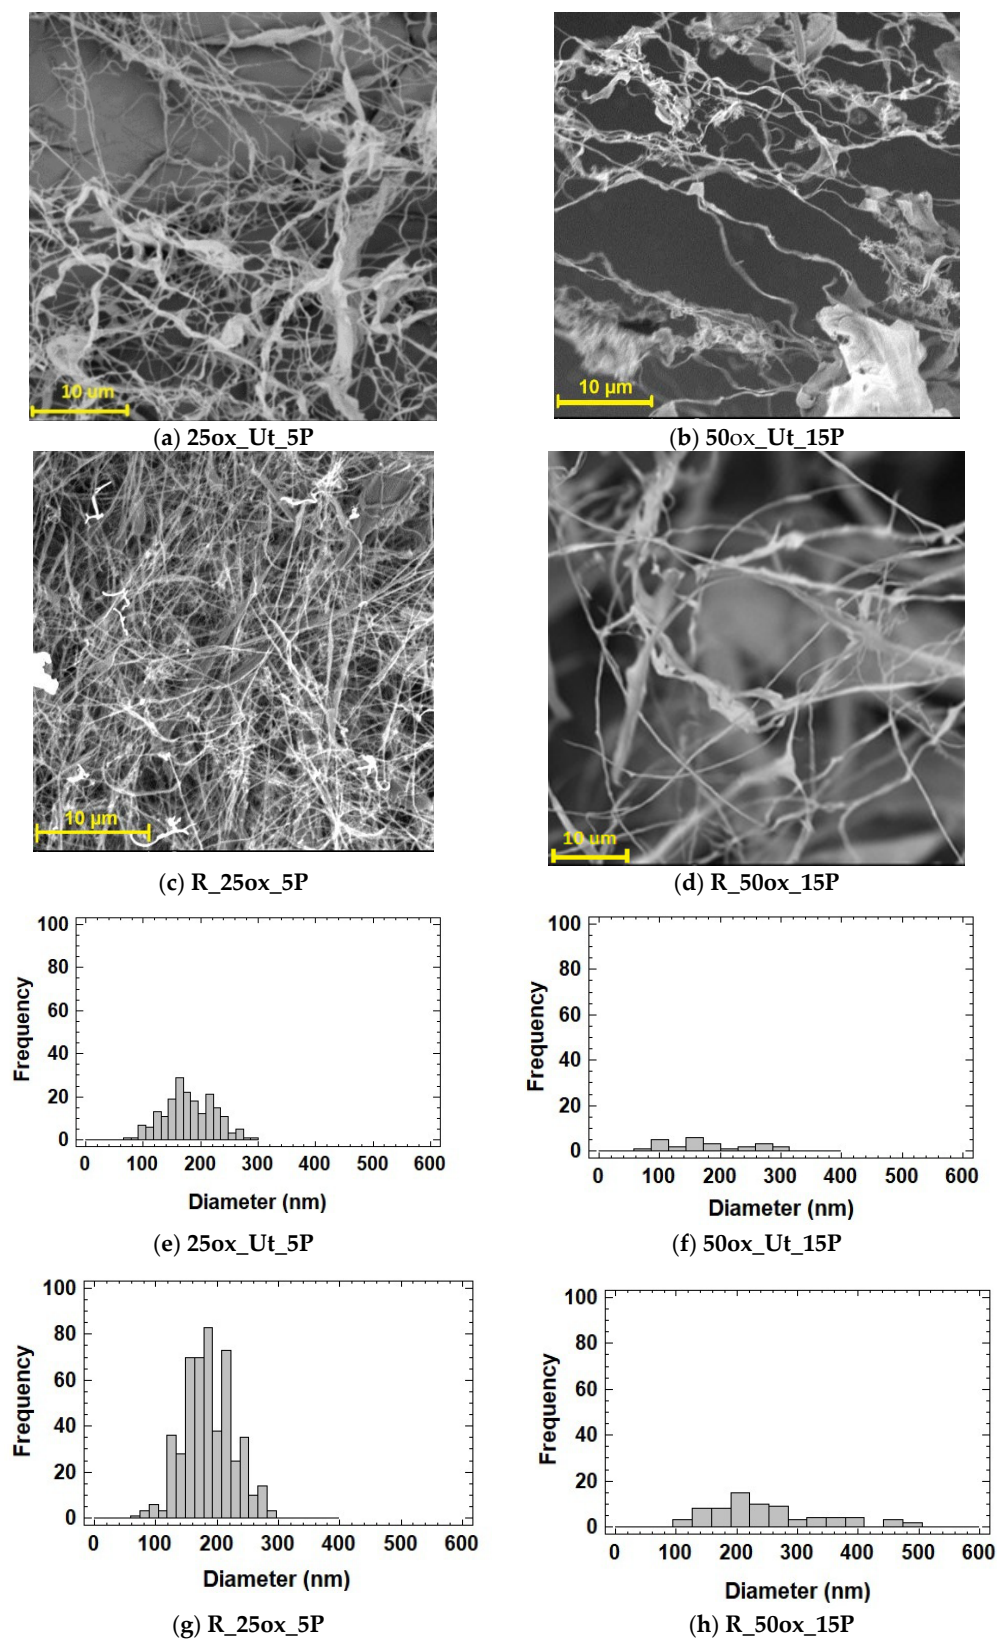 10 um
10 µm
(a) 25ox_Ut_5P
(b) 50ox_Ut_15P
10 µm
10 um
(c) R_25ox_5P
(d) R_50ox_15P
100
80
60
40
20
0
Frequency
0 100 200 300 400 500 600
Diameter (nm)
100
80
60
40
20
0
Frequency
0 100 200 300 400 500 600
Diameter (nm)
(e) 25ox_Ut_5P
(f) 50ox_Ut_15P
100
80
60
40
20
0
Frequency
0 100 200 300 400 500 600
Diameter (nm)
100
80
60
40
20
0
Frequency
0 100 200 300 400 500 600
Diameter (nm)
(g) R_25ox_5P
(h) R_50ox_15P